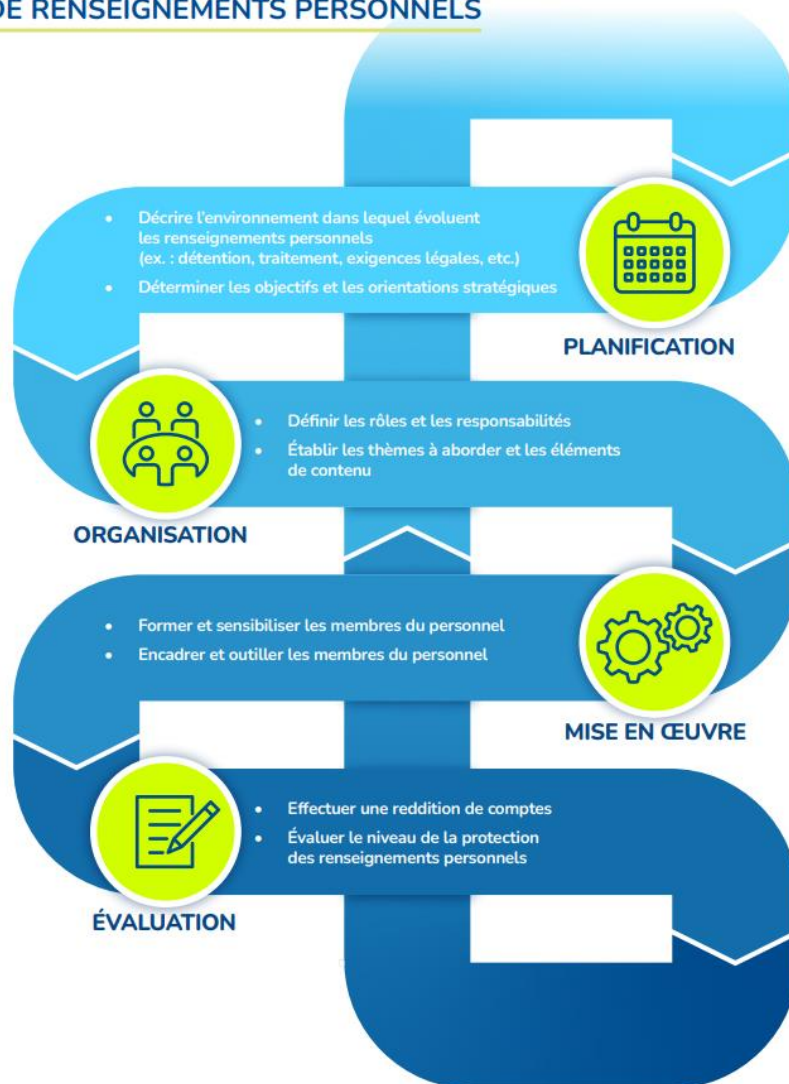 DE RENSEIGNEMENTS PERSONNELS
• Décrire l'environnement dans lequel évoluent
les renseignements personnels
(ex. : détention, traitement, exigences légales, etc.)
• Déterminer les objectifs et les orientations stratégiques
PLANIFICATION
• Définir les rôles et les responsabilités
• Établir les thèmes à aborder et les éléments
de contenu
ORGANISATION
• Former et sensibiliser les membres du personnel
• Encadrer et outiller les membres du personnel
MISE EN ŒUVRE
• Effectuer une reddition de comptes
• Évaluer le niveau de la protection
des renseignements personnels
ÉVALUATION